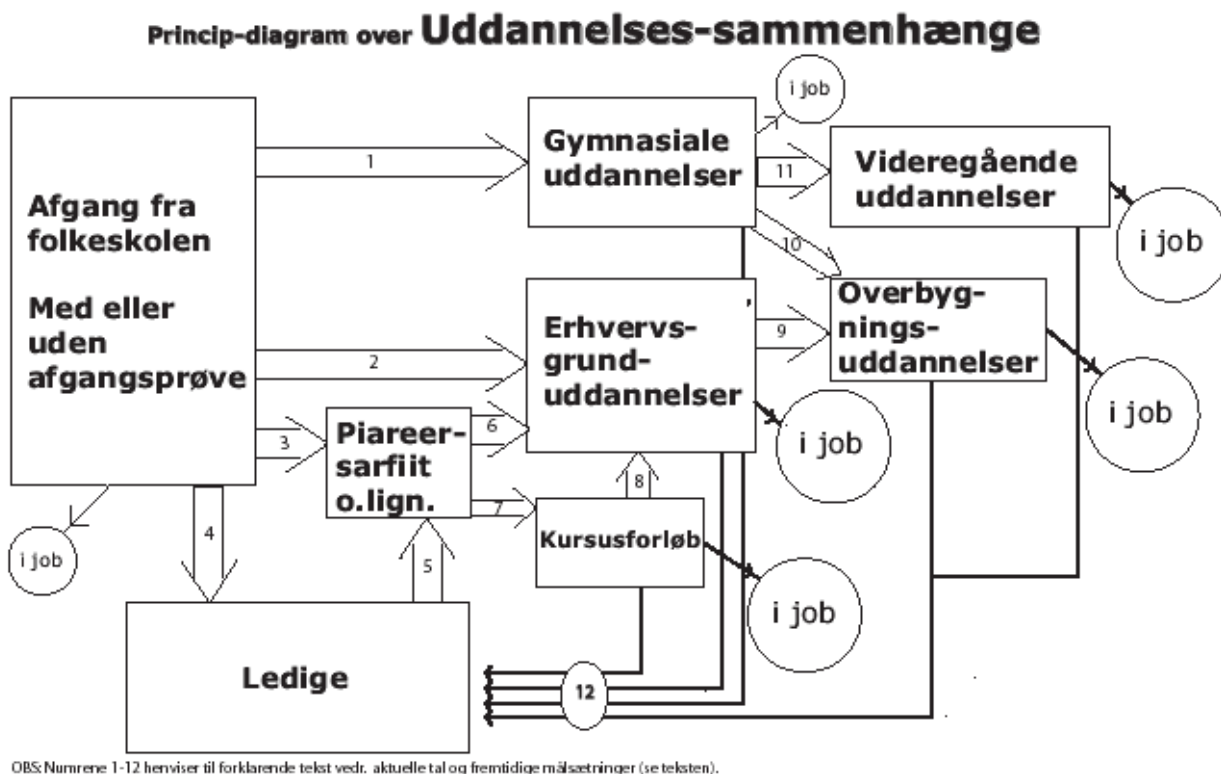 Princip-diagram over Uddannelses-sammenhænge
i job
Gymnasiale
uddannelser
1
11
Videregående
uddannelser
Afgang fra
folkeskolen
Med eller
uden
afgangsprøve
i job
10
Overbyg-
nings-
uddannelser
Erhvervs-
grund-
uddannelser
9
2
i job
i job
3
Piareer-
sarfiit
o.lign.
6
7
8
Kursusforløb
4
5
i job
i job
Ledige
12
OBS: Numrene 1-12 henviser til forklarende tekst vedr. aktuelle tal og fremtidige målsætninger (se teksten).